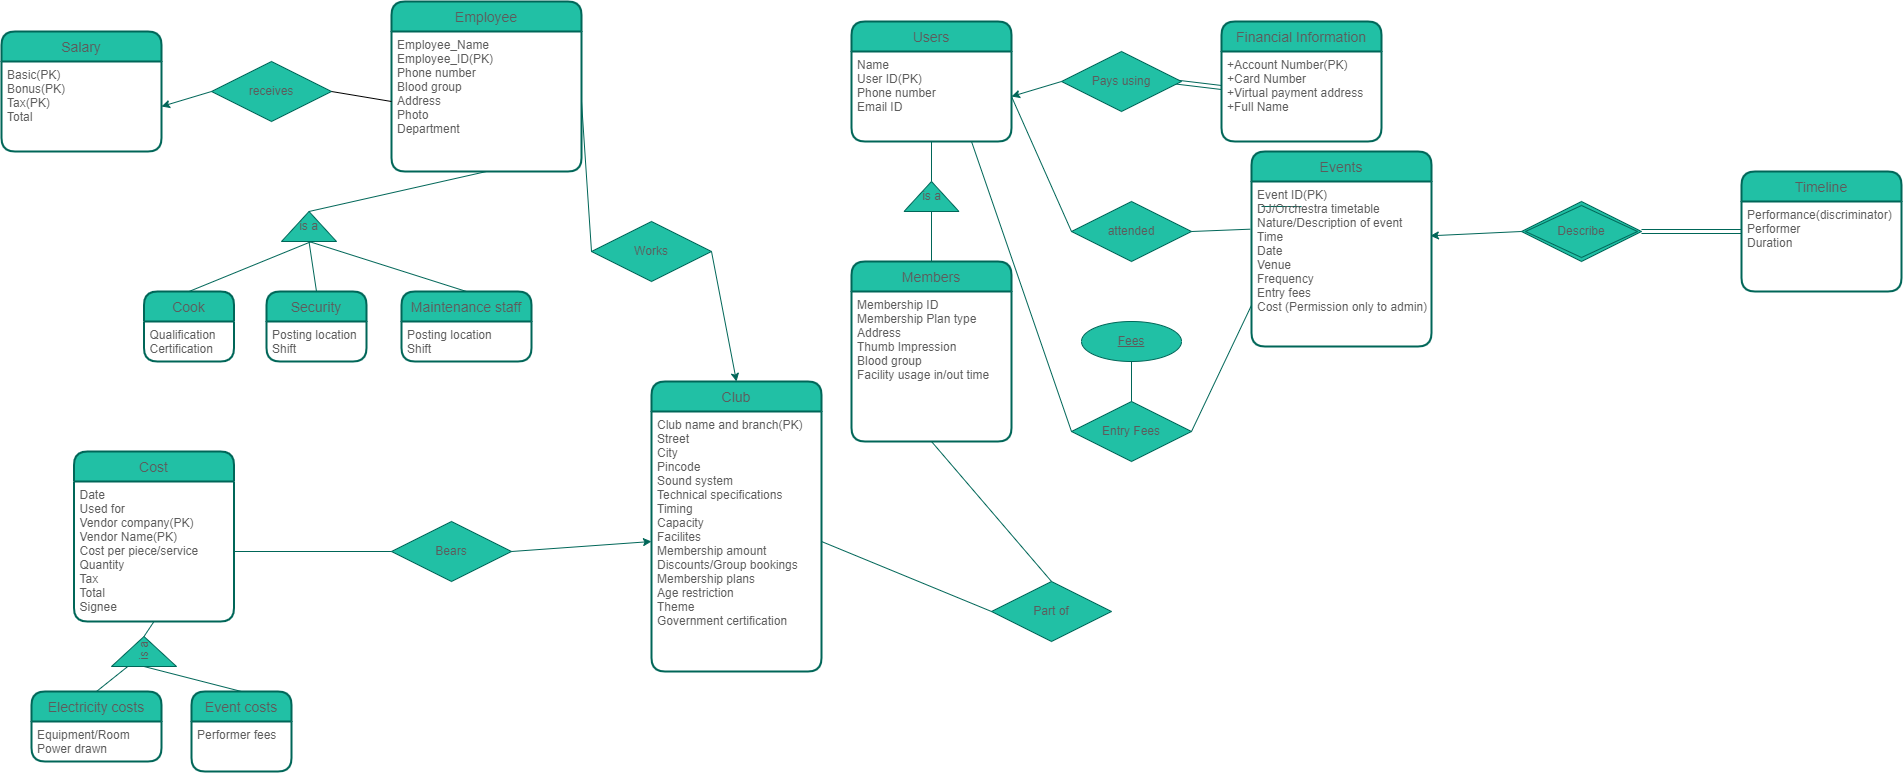 Salary
Basic(PK)
Bonus(PK)
Tax(PK)
Total
receives
Employee
Employee_Name
Employee_ID(PK)
Phone number
Blood group
Address
Photo
Department
is a
Cook
Qualification
Certification
Security
Posting location
Shift
Maintenance staff
Posting location
Shift
Works
Users
Name
User ID(PK)
Phone number
Email ID
Pays using
Financial Information
+Account Number(PK)
+Card Number
+Virtual payment address
+Full Name
is a
attended
Events
Event ID(PK)
DJ/Orchestra timetable
Nature/Description of event
Time
Date
Venue
Frequency
Entry fees
Cost (Permission only to admin)
Describe
Timeline
Performance(discriminator)
Performer
Duration
Members
Membership ID
Membership Plan type
Address
Thumb Impression
Blood group
Facility usage in/out time
Fees
Entry Fees
Club
Club name and branch(PK)
Street
City
Pincode
Sound system
Technical specifications
Timing
Capacity
Facilites
Membership amount
Discounts/Group bookings
Membership plans
Age restriction
Theme
Government certification
Part of
Cost
Date
Used for
Vendor company(PK)
Vendor Name(PK)
Cost per piece/service
Quantity
Tax
Total
Signee
Bears
is a
Electricity costs
Equipment/Room
Power drawn
Event costs
Performer fees